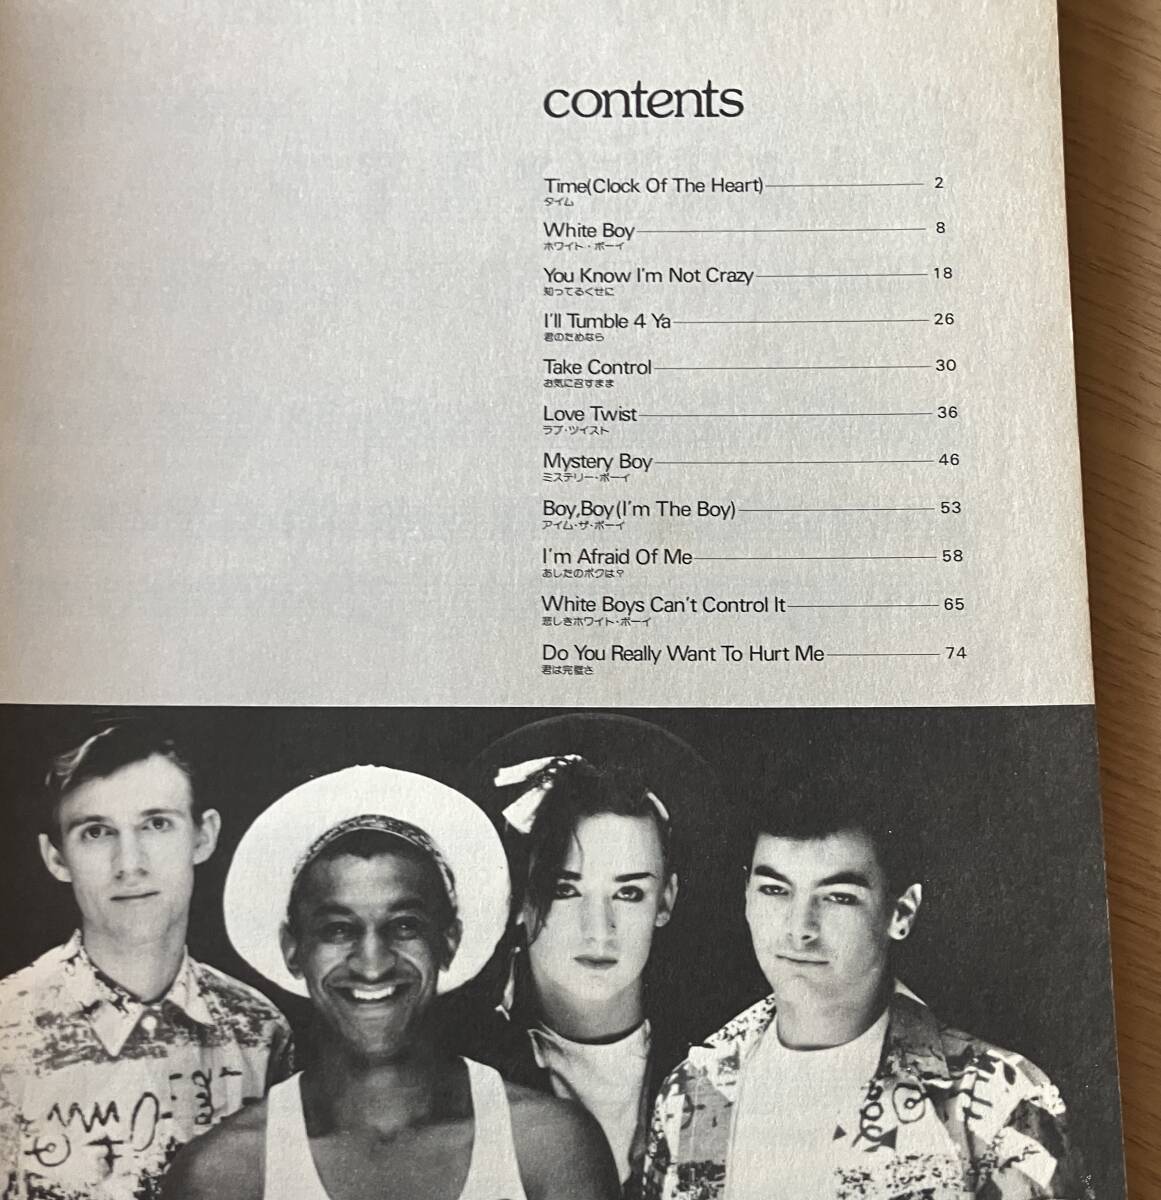 contents
Time(Clock Of The Heart) 2
タイム
White Boy 8
ホワイト・ボーイ
You Know I'm Not Crazy 18
知ってるくせに
I'll Tumble 4 Ya 26
君のためなら
Take Control 30
お気に召すまま
Love Twist 36
ラブ・ツイスト
Mystery Boy 46
ミステリー・ボーイ
Boy,Boy(I'm The Boy) 53
アイム・ザ・ボーイ
I'm Afraid Of Me 58
あしたのボクは?
White Boys Can't Control It 65
悲しきホワイト・ボーイ
Do You Really Want To Hurt Me 74
君は完璧さ